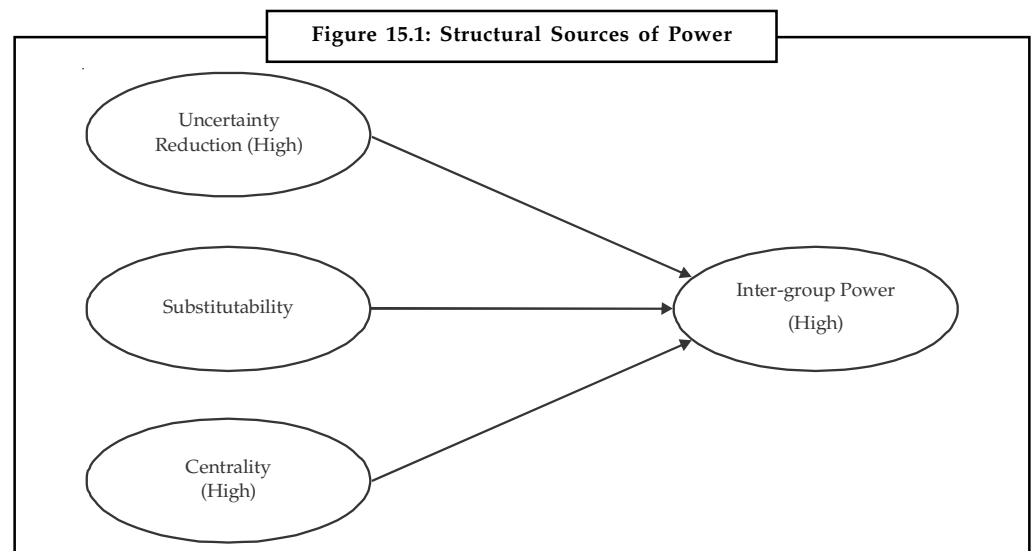 Figure 15.1: Structural Sources of Power
Uncertainty
Reduction (High)
Substitutability
Inter-group Power
(High)
Centrality
(High)